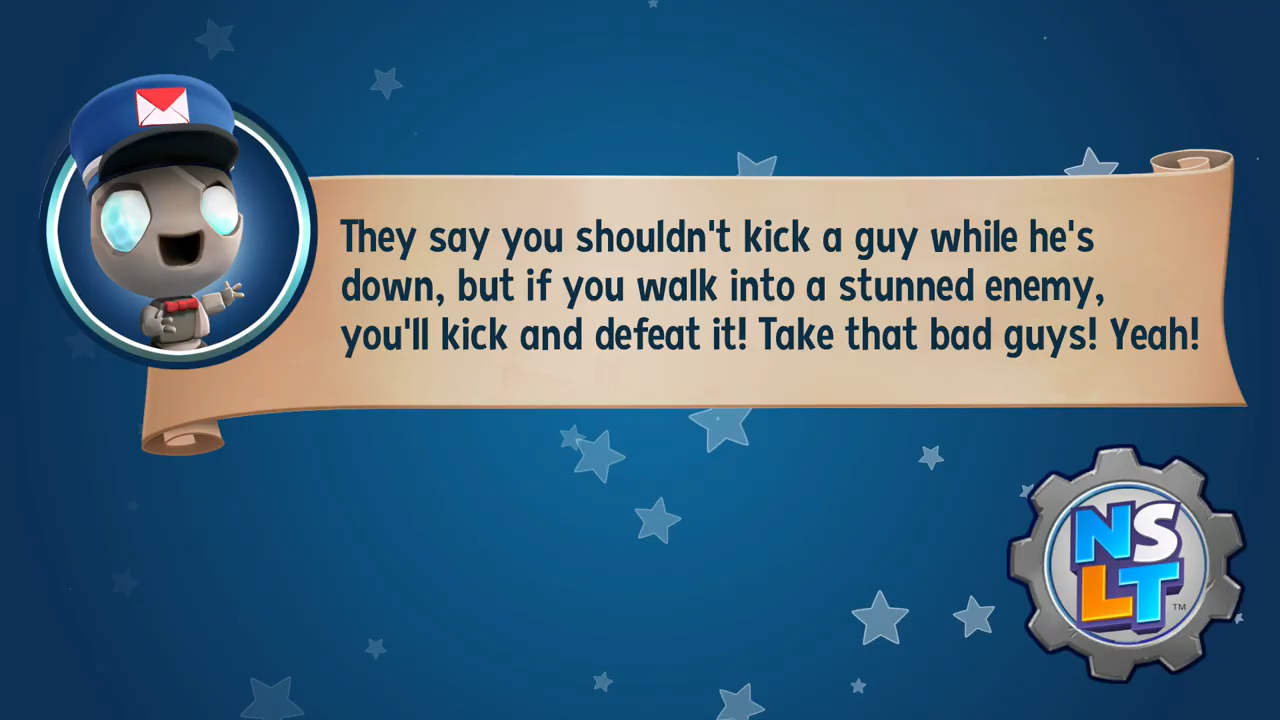 They say you shouldn't kick a guy while he's
down, but if you walk into a stunned enemy,
you'll kick and defeat it! Take that bad guys! Yeah!
NS
LT
TM